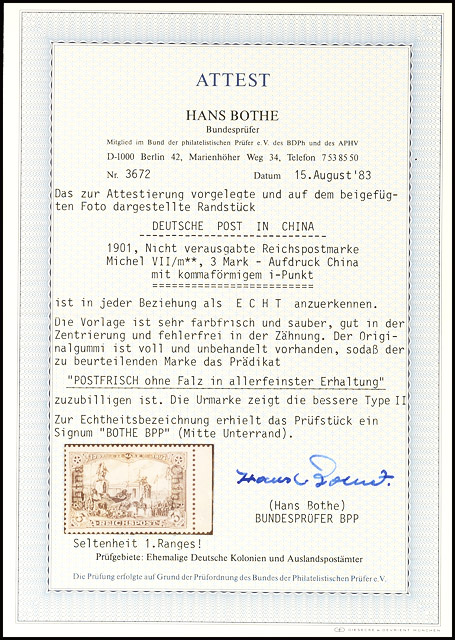 ATTEST
HANS BOTHE
Bundesprüfer
Mitglied im Bund der philatelistischen Prüfer e.V. des BDPh und des APHV
D-1000 Berlin 42, Marienhöher Weg 34, Telefon 7538550
Nr. 3672 Datum 15.August'83
Das zur Attestierung vorgelegte und auf dem beigefüg-
ten Foto dargestellte Randstück
DEUTSCHE POST IN CHINA
1901, Nicht verausgabte Reichspostmarke
Michel VII/m**, 3 Mark - Aufdruck China
mit kommaförmigem i-Punkt
ist in jeder Beziehung als E C H T anzuerkennen.
Die Vorlage ist sehr farbfrisch und sauber, gut in der
Zentrierung und fehlerfrei in der Zähnung. Der Origi-
nalgummi ist voll und unbehandelt vorhanden, sodaß der
zu beurteilenden Marke das Prädikat
"POSTFRISCH ohne Falz in allerfeinster Erhaltung"
zuzubilligen ist. Die Urmarke zeigt die bessere Type II
Zur Echtheitsbezeichnung erhielt das Prüfstück ein
Signum "BOTHE BPP" (Mitte Unterrand).
China China
REICHSPOST
Hans Bothe.
(Hans Bothe)
BUNDESPRÜFER BPP
Seltenheit 1.Ranges!
Prüfgebiete: Ehemalige Deutsche Kolonien und Auslandspostämter
Die Prüfung erfolgte auf Grund der Prüfordnung des Bundes der Philatelistischen Prüfer e.V.
GIESECKE & DEVRIENT MÜNCHEN